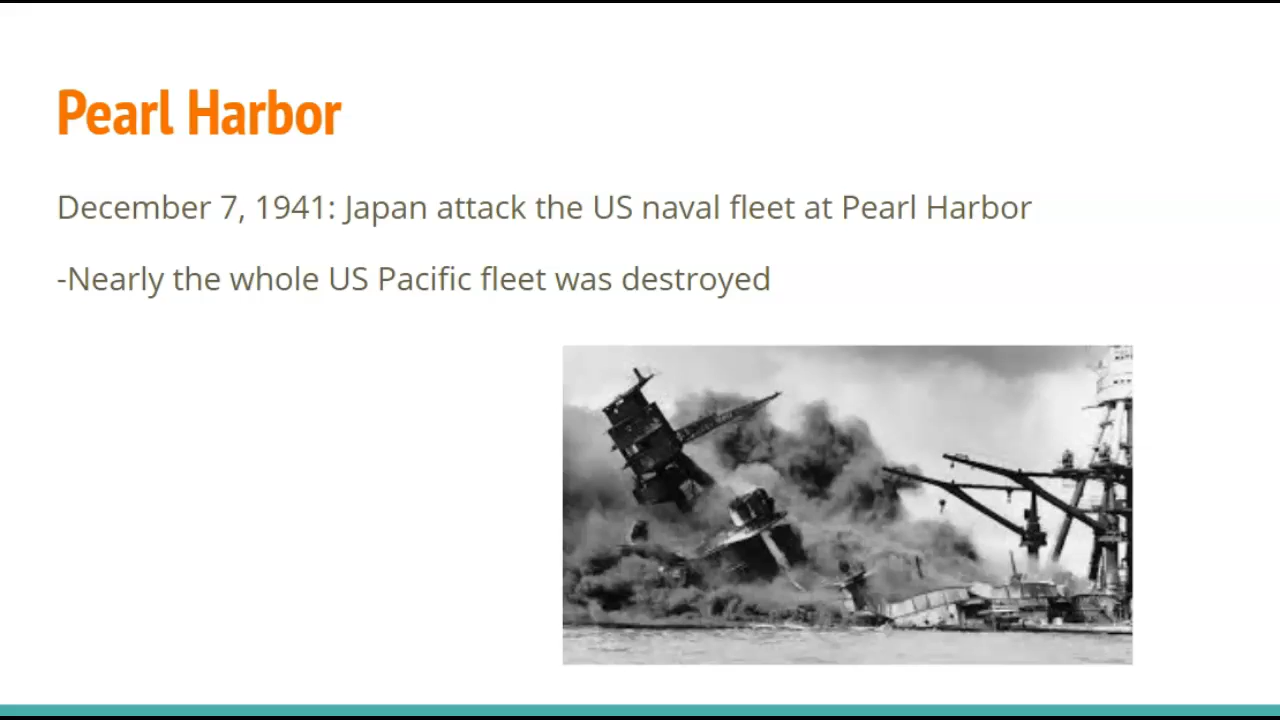 Pearl Harbor
December 7, 1941: Japan attack the US naval fleet at Pearl Harbor
-Nearly the whole US Pacific fleet was destroyed